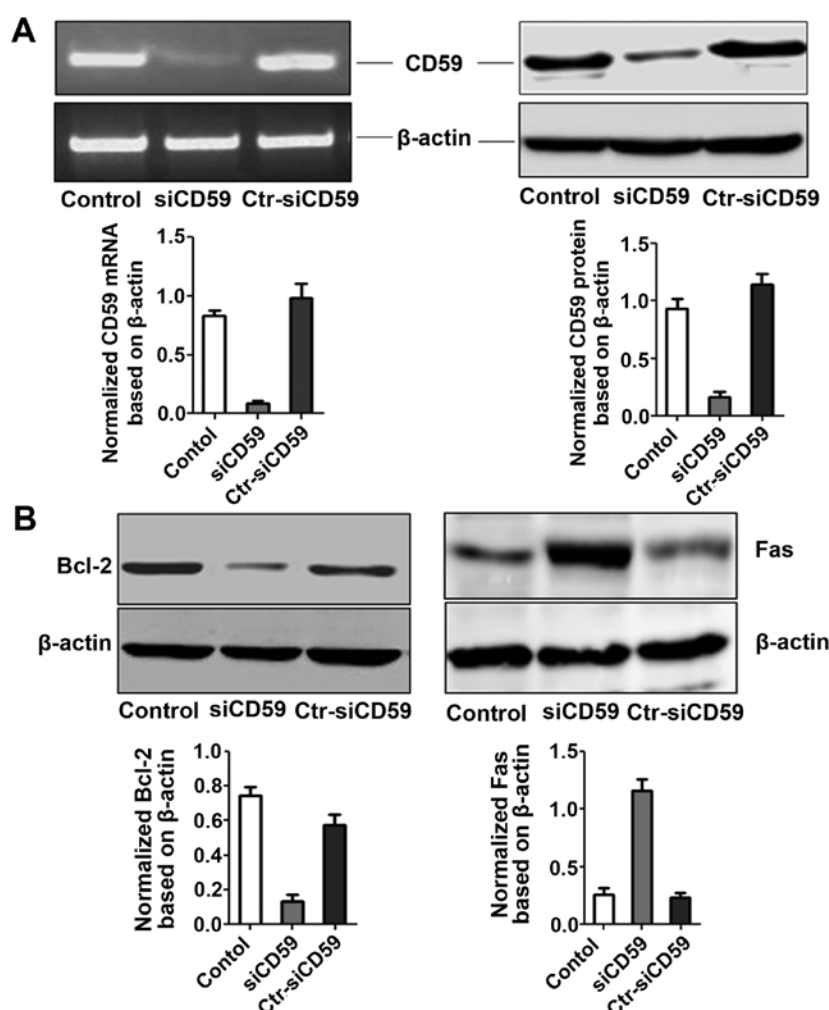 A
CD59
β-actin
Control siCD59 Ctr-siCD59
Control siCD59 Ctr-siCD59
Normalized CD59 mRNA
based on β-actin
1.5
1.0
0.5
0.0
Contol
siCD59
Ctr-siCD59
Normalized CD59 protein
based on β-actin
1.5
1.0
0.5
0.0
Contol
siCD59
Ctr-siCD59
B
Bcl-2
β-actin
Control siCD59 Ctr-siCD59
Fas
β-actin
Control siCD59 Ctr-siCD59
Normalized Bcl-2
based on β-actin
1.0
0.8
0.6
0.4
0.2
0.0
Contol
siCD59
Ctr-siCD59
Normalized Fas
based on β-actin
1.5
1.0
0.5
0.0
Contol
siCD59
Ctr-siCD59